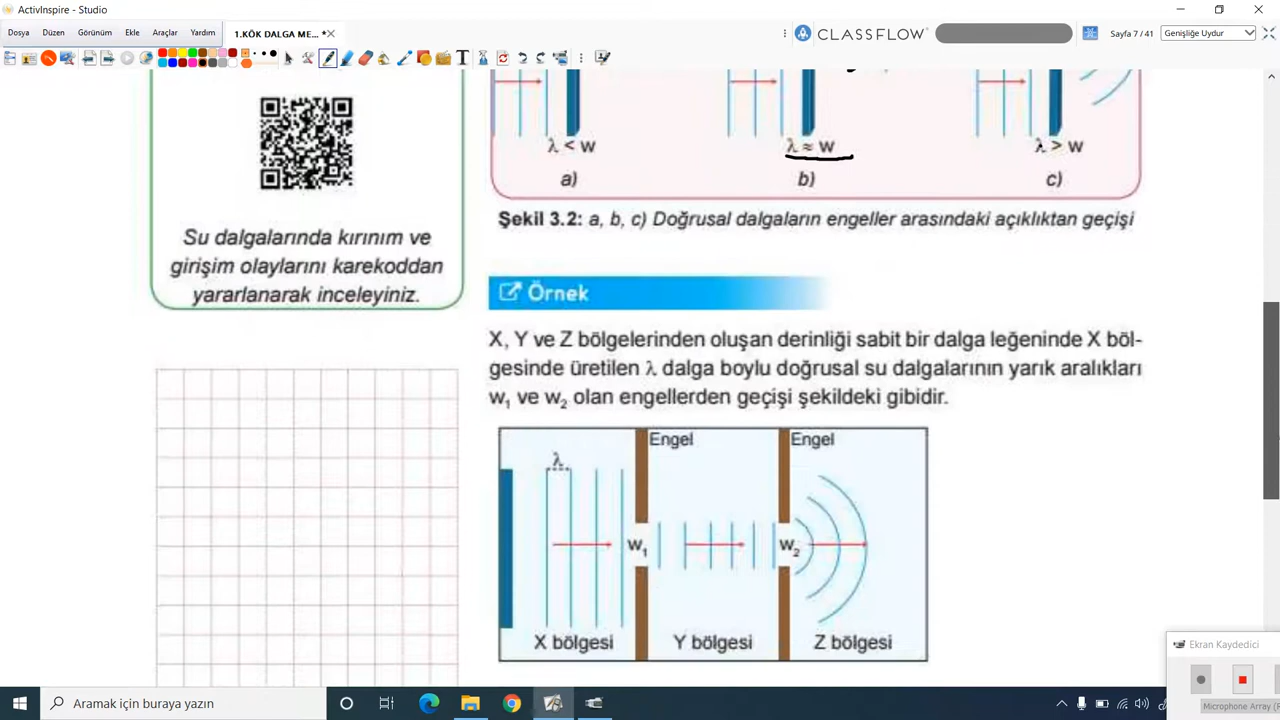 ActivInspire - Studio
Dosya Düzen Görünüm Ekle Araçlar Yardım
1.KÖK DALGA ME... *
CLASSFLOW
Sayfa 7 / 41
Genişliğe Uydur
λ < w
λ ≈ w
λ > w
a)
b)
c)
Şekil 3.2: a, b, c) Doğrusal dalgaların engeller arasındaki açıklıktan geçişi
Su dalgalarında kırınım ve
girişim olaylarını karekoddan
yararlanarak inceleyiniz.
Örnek
X, Y ve Z bölgelerinden oluşan derinliği sabit bir dalga leğeninde X böl-
gesinde üretilen λ dalga boylu doğrusal su dalgalarının yarık aralıkları
w₁ ve w₂ olan engellerden geçişi şekildeki gibidir.
Engel
Engel
λ
w₁
w₂
X bölgesi
Y bölgesi
Z bölgesi
Ekran Kaydedici
Microphone Array (
Aramak için buraya yazın